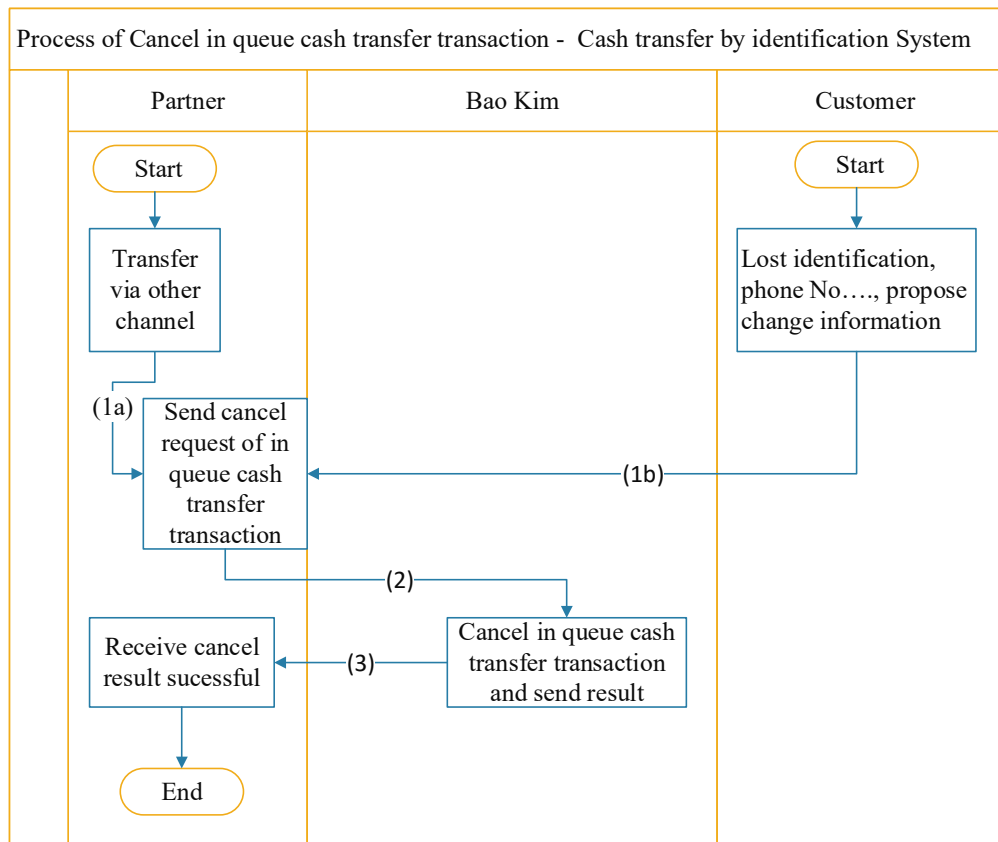 Process of Cancel in queue cash transfer transaction - Cash transfer by identification System
Partner
Bao Kim
Customer
Start
Start
Transfer
via other
channel
Lost identification,
phone No…., propose
change information
(1a)
Send cancel
request of in
queue cash
transfer
transaction
(1b)
(2)
Receive cancel
result sucessful
(3)
Cancel in queue cash
transfer transaction
and send result
End